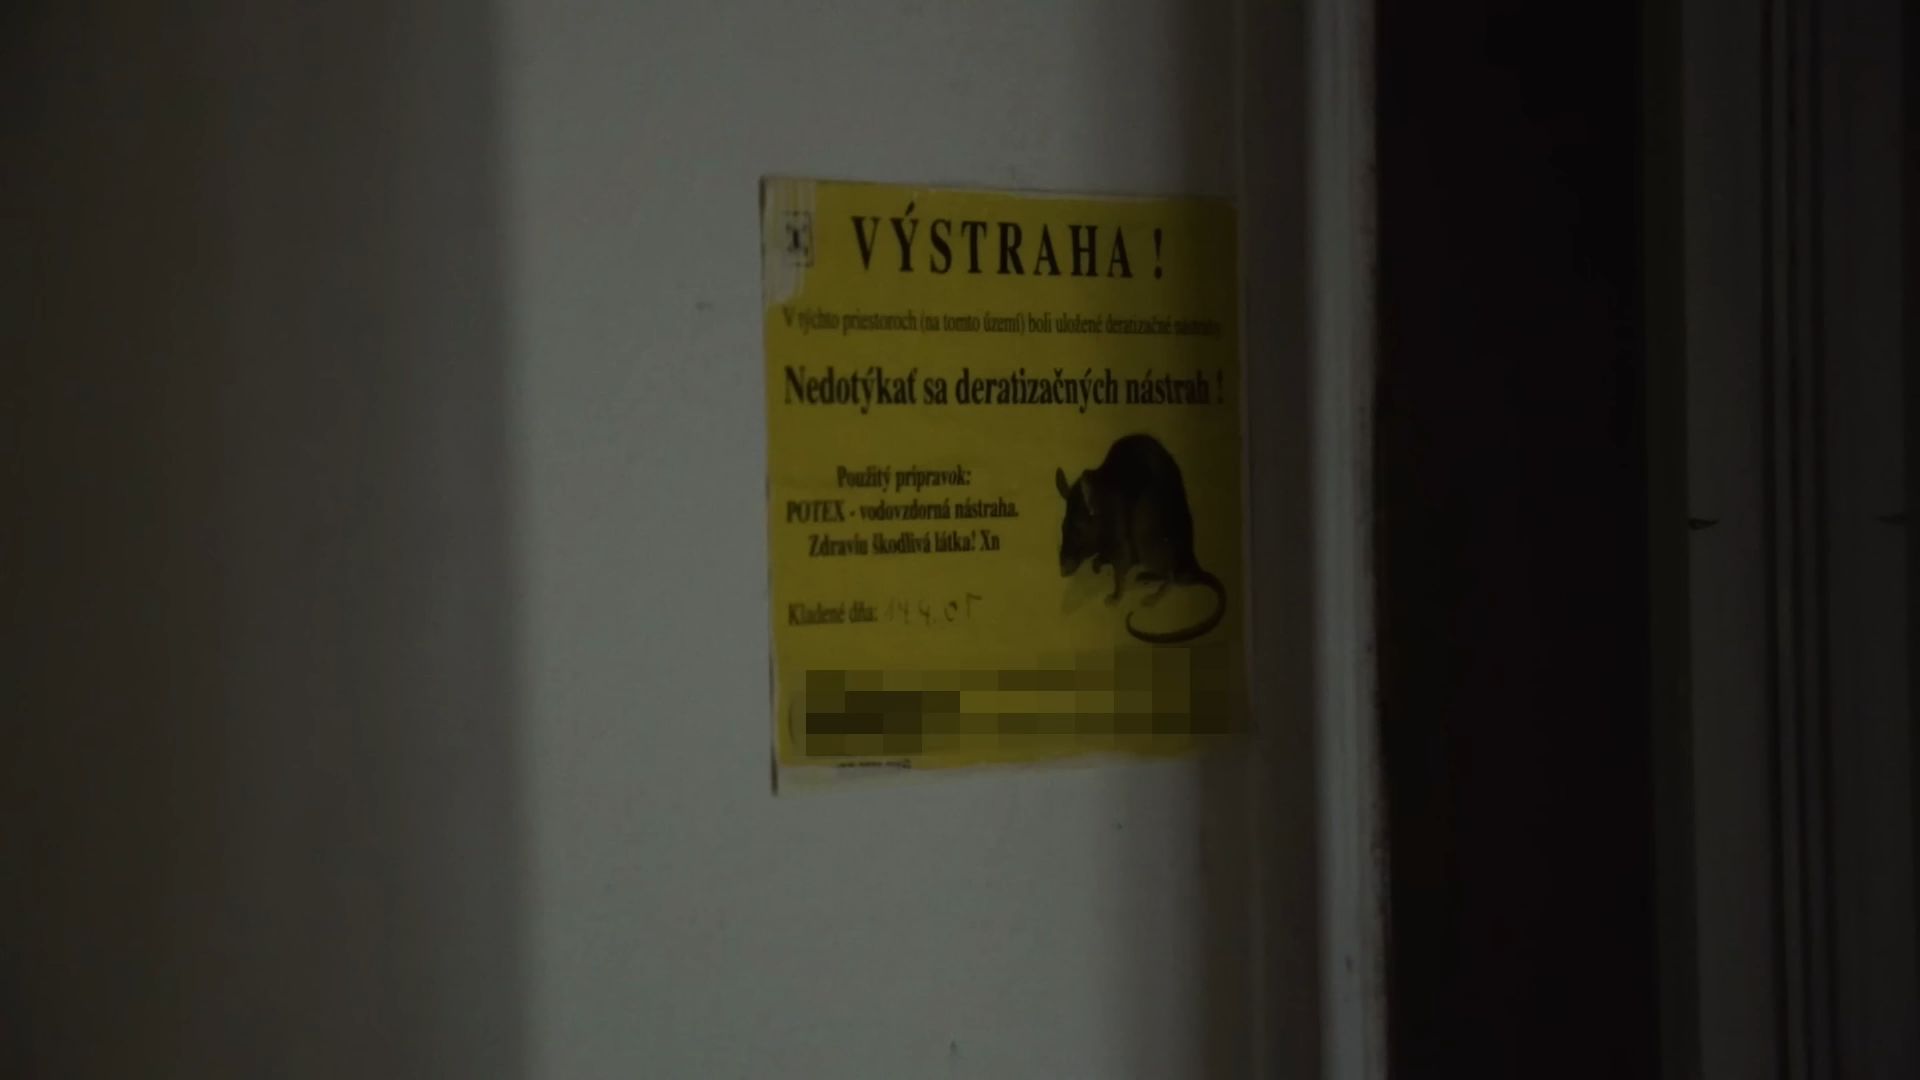 VÝSTRAHA !
V týchto priestoroch (na tomto území) boli uložené deratizačné nástrahy
Nedotýkať sa deratizačných nástrah !
Použitý prípravok:
POTEX - vodovzdorná nástraha.
Zdraviu škodlivá látka! Xn
Kladené dňa: